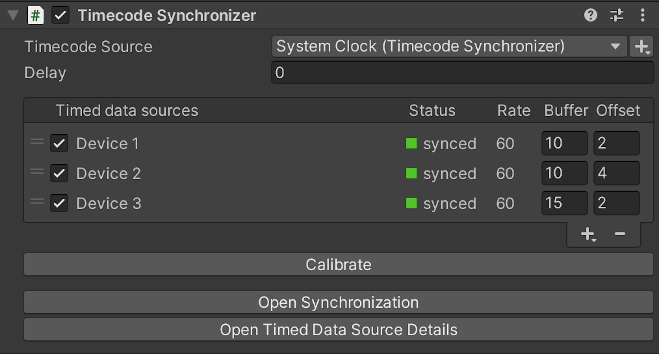 # Timecode Synchronizer
Timecode Source System Clock (Timecode Synchronizer)
Delay 0
Timed data sources Status Rate Buffer Offset
Device 1 synced 60 10 2
Device 2 synced 60 10 4
Device 3 synced 60 15 2
Calibrate
Open Synchronization
Open Timed Data Source Details